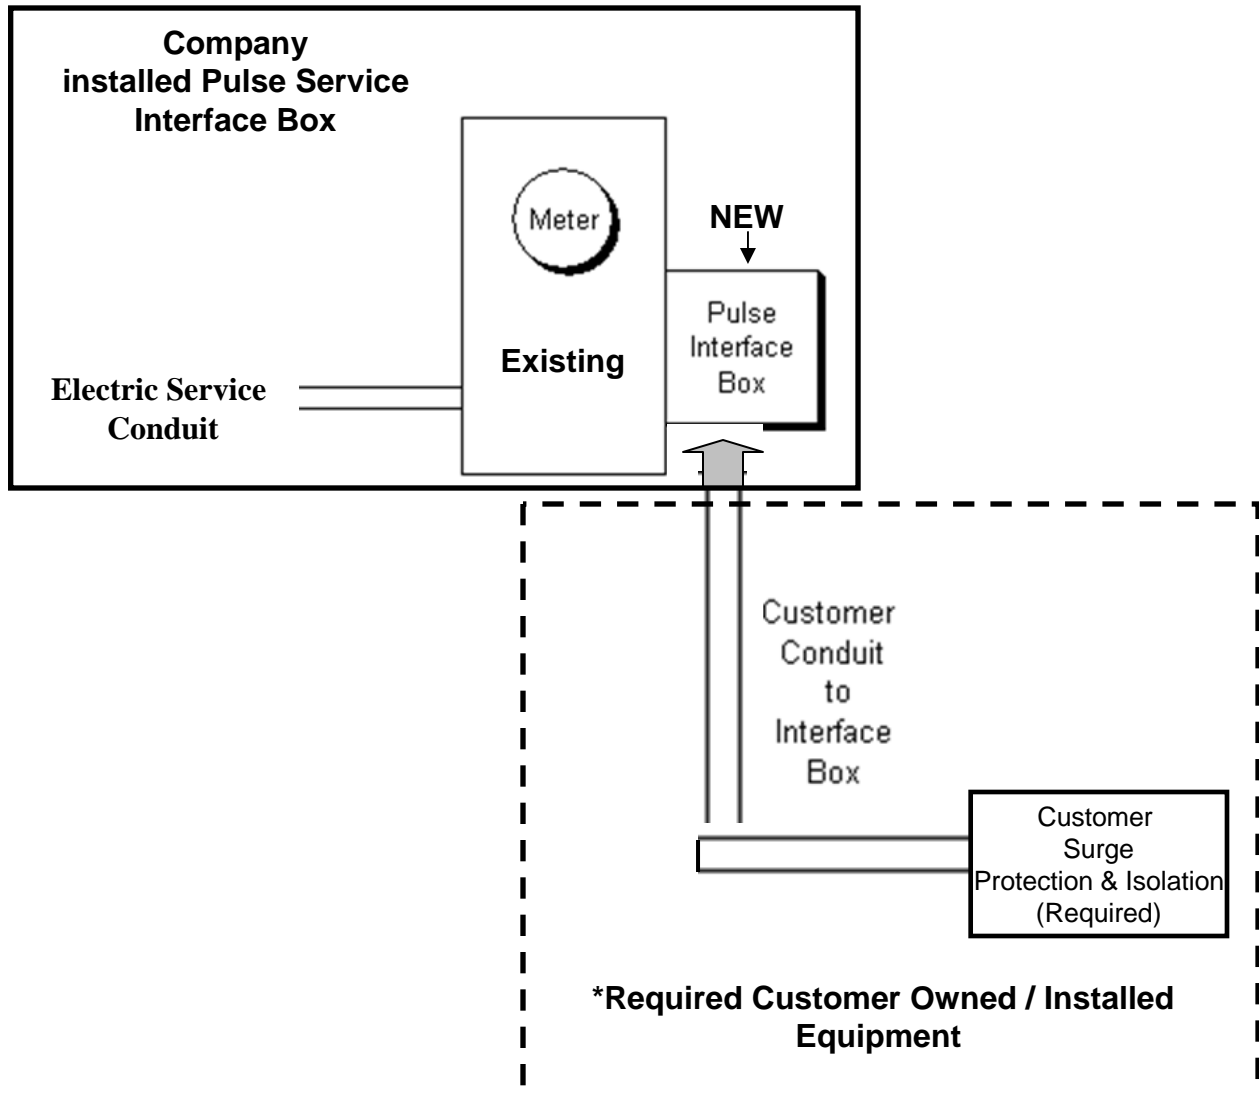 Company
installed Pulse Service
Interface Box
Meter
NEW
Pulse
Interface
Box
Existing
Electric Service
Conduit
Customer
Conduit
to
Interface
Box
Customer
Surge
Protection & Isolation
(Required)
*Required Customer Owned / Installed
Equipment